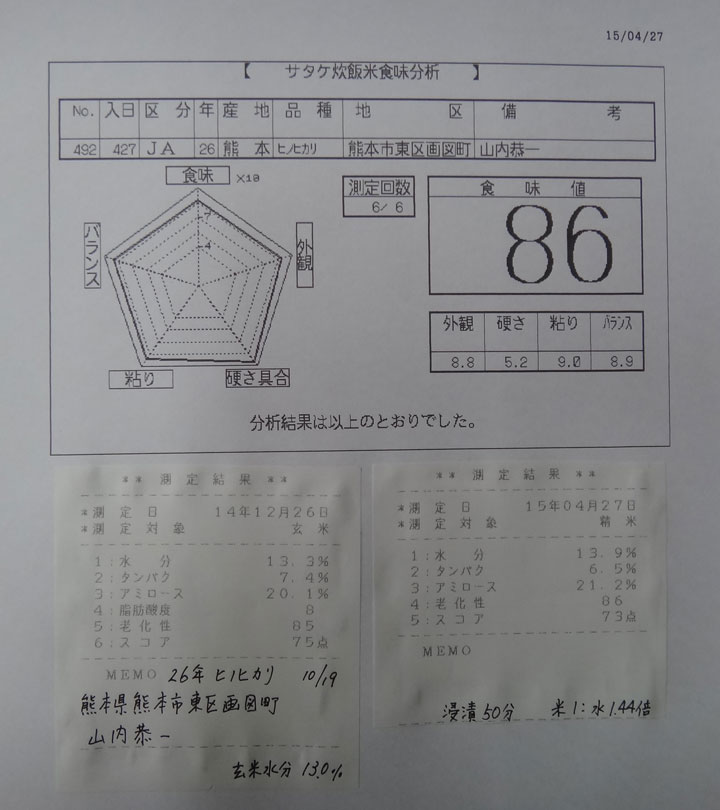 15/04/27
【 サタケ炊飯米食味分析 】
No. 入日 区分 年 産地 品種 地区 備考
492 427 JA 26 熊本 ヒノヒカリ 熊本市東区画図町 山内恭一
食味 ×10
7
4
バランス
外観
粘り
硬さ具合
測定回数
6/ 6
食味値
86
外観 硬さ 粘り バランス
8.8 5.2 9.0 8.9
分析結果は以上のとおりでした。
** 測定結果 **
*測定日 14年12月26日
*測定対象 玄米
1:水分 13.3%
2:タンパク 7.4%
3:アミロース 20.1%
4:脂肪酸度 8
5:老化性 85
6:スコア 75点
MEMO 26年 ヒノヒカリ 10/19
熊本県熊本市東区画図町
山内恭一
玄米水分 13.0%
** 測定結果 **
*測定日 15年04月27日
*測定対象 精米
1:水分 13.9%
2:タンパク 6.5%
3:アミロース 21.2%
4:老化性 86
5:スコア 73点
MEMO
浸漬50分 米1:水1.44倍